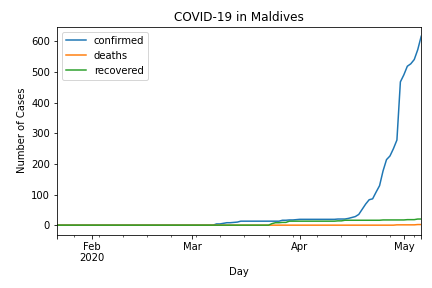 COVID-19 in Maldives
confirmed
deaths
recovered
Number of Cases
600
500
400
300
200
100
0
Feb
2020
Mar
Apr
May
Day